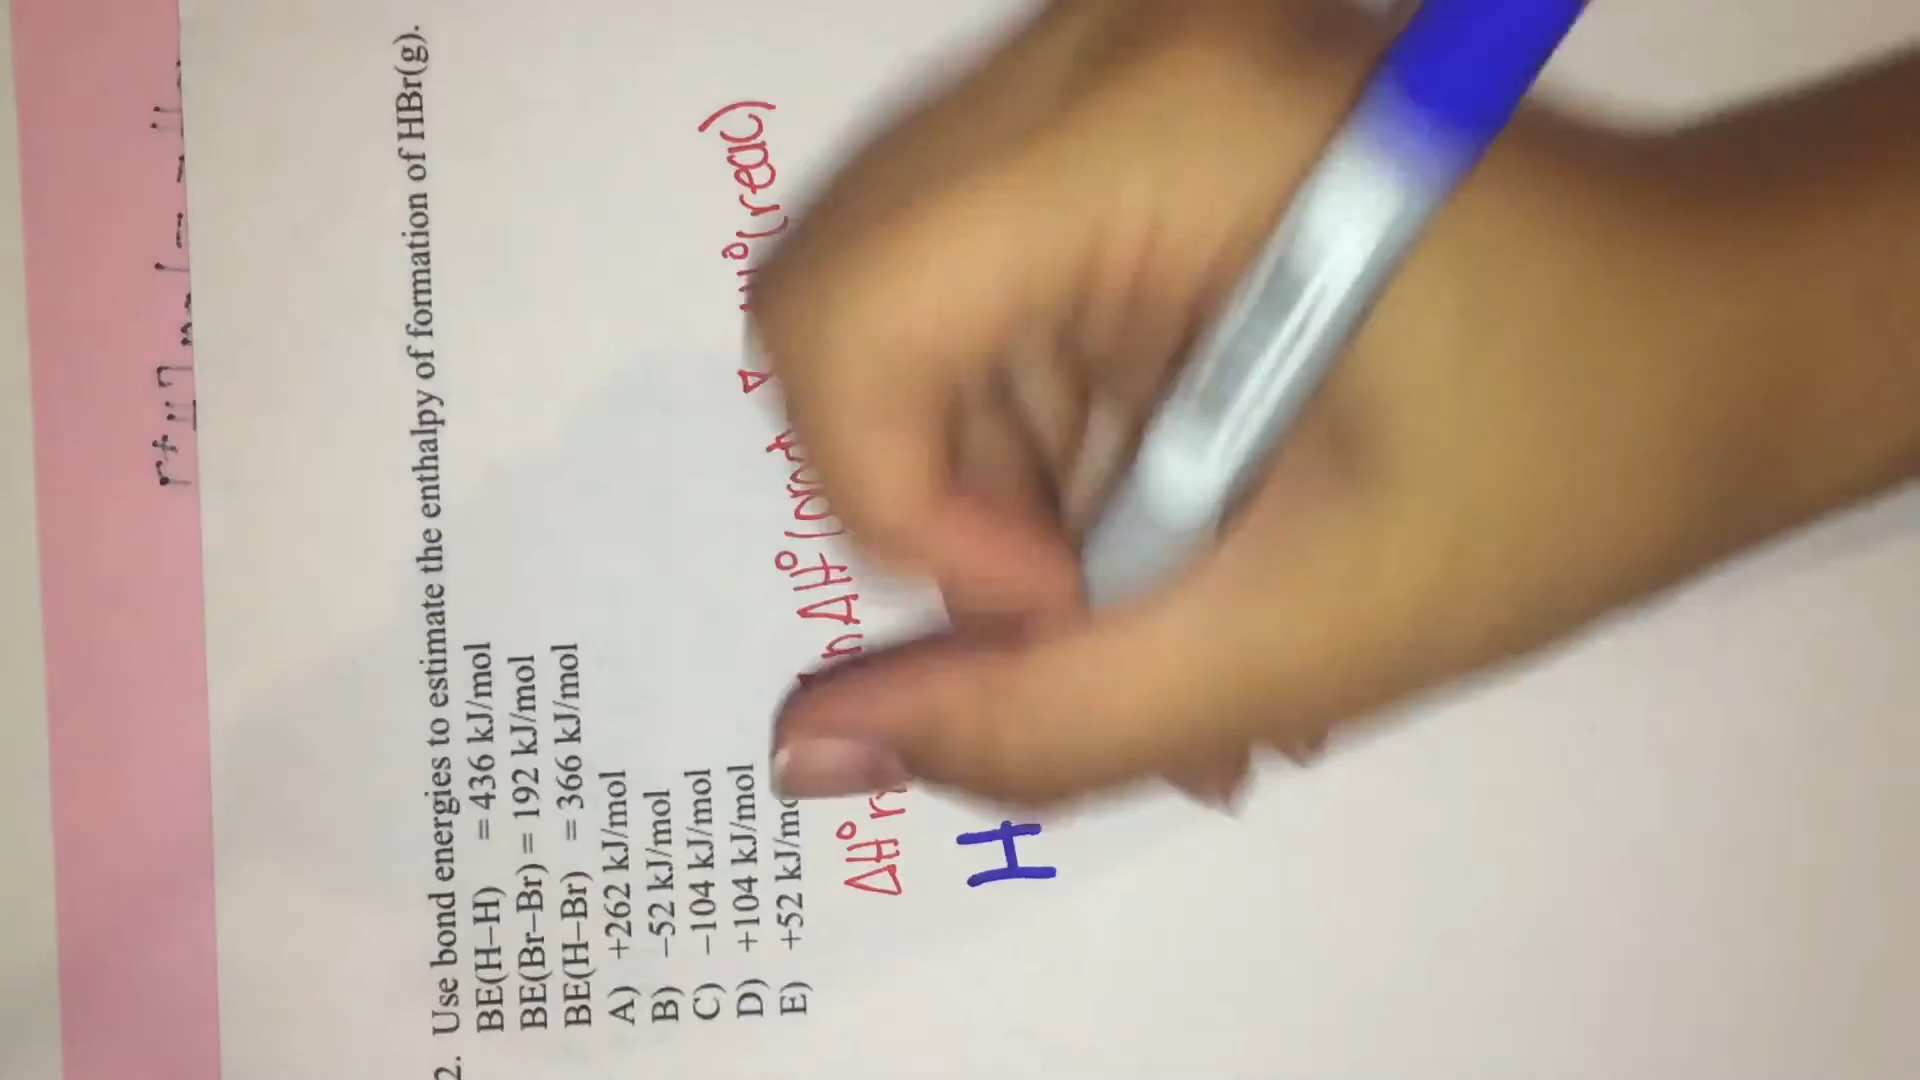 2. Use bond energies to estimate the enthalpy of formation of HBr(g).
BE(H–H) = 436 kJ/mol
BE(Br–Br) = 192 kJ/mol
BE(H–Br) = 366 kJ/mol
A) +262 kJ/mol
B) –52 kJ/mol
C) –104 kJ/mol
D) +104 kJ/mol
E) +52
ΔH° nΔH° (reac)
H